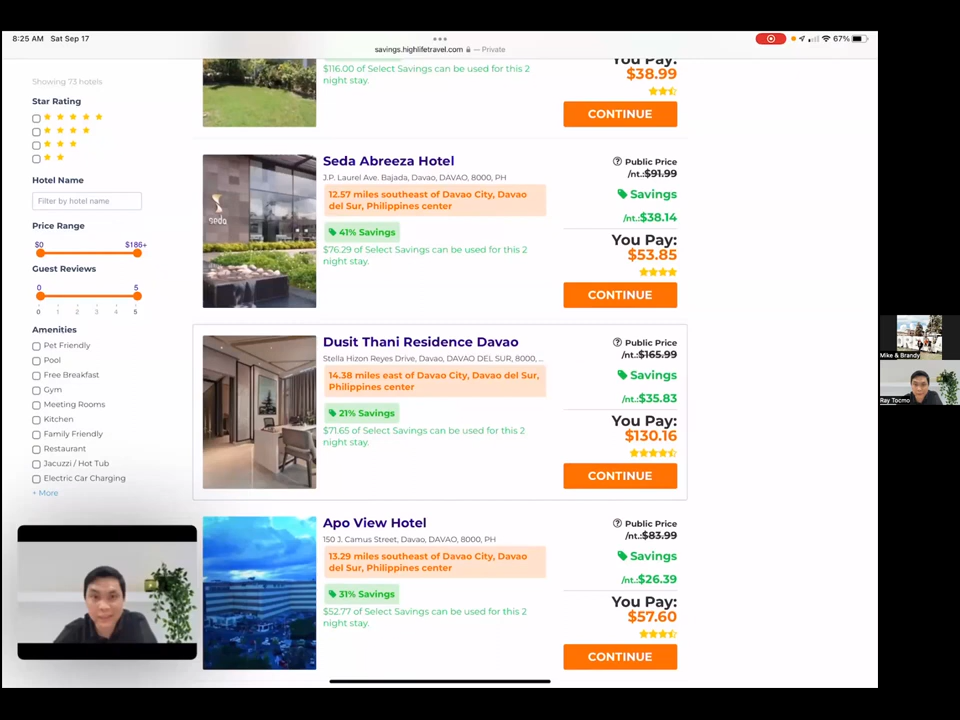 8:25 AM Sat Sep 17
savings.highlifetravel.com — Private
67%
Showing 73 hotels
Star Rating
Hotel Name
Filter by hotel name
Price Range
$0 $186+
Guest Reviews
0 5
0 1 2 3 4 5
Amenities
Pet Friendly
Pool
Free Breakfast
Gym
Meeting Rooms
Kitchen
Family Friendly
Restaurant
Jacuzzi / Hot Tub
Electric Car Charging
+ More
$116.00 of Select Savings can be used for this 2
night stay.
You Pay:
$38.99
CONTINUE
seda
Seda Abreeza Hotel
J.P. Laurel Ave. Bajada, Davao, DAVAO, 8000, PH
12.57 miles southeast of Davao City, Davao
del Sur, Philippines center
41% Savings
$76.29 of Select Savings can be used for this 2
night stay.
Public Price
/nt.:$91.99
Savings
/nt.:$38.14
You Pay:
$53.85
CONTINUE
Dusit Thani Residence Davao
Stella Hizon Reyes Drive, Davao, DAVAO DEL SUR, 8000, ...
14.38 miles east of Davao City, Davao del Sur,
Philippines center
21% Savings
$71.65 of Select Savings can be used for this 2
night stay.
Public Price
/nt.:$165.99
Savings
/nt.:$35.83
You Pay:
$130.16
CONTINUE
Apo View Hotel
150 J. Camus Street, Davao, DAVAO, 8000, PH
13.29 miles southeast of Davao City, Davao
del Sur, Philippines center
31% Savings
$52.77 of Select Savings can be used for this 2
night stay.
Public Price
/nt.:$83.99
Savings
/nt.:$26.39
You Pay:
$57.60
CONTINUE
Mike & Brandy
Ray Tocmo